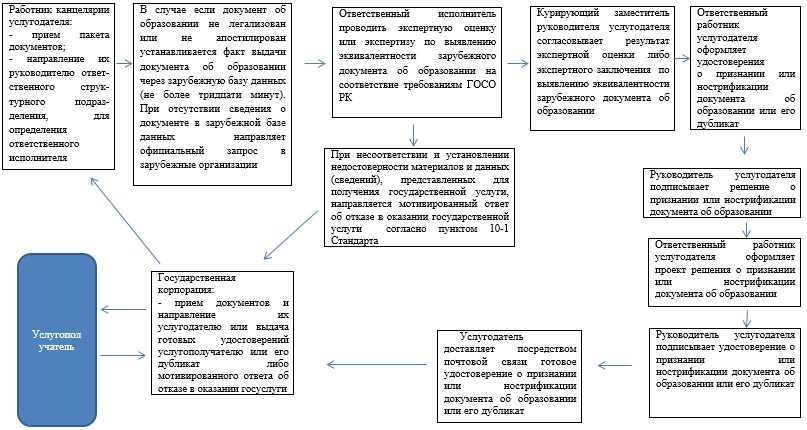 Работник канцелярии
услугодателя:
- прием пакета
документов;
- направление их
руководителю ответ-
ственного струк-
турного подраз-
деления, для
определения
ответственного
исполнителя
В случае если документ об
образовании не легализован
или не апостилирован
устанавливается факт выдачи
документа об образовании
через зарубежную базу данных
(не более тридцати минут).
При отсутствии сведения о
документе в зарубежной базе
данных направляет
официальный запрос в
зарубежные организации
Ответственный исполнитель
проводить экспертную оценку
или экспертизу по выявлению
эквивалентности зарубежного
документа об образовании на
соответствие требованиям ГОСО
РК
Курирующий заместитель
руководителя услугодателя
согласовывает результат
экспертной оценки либо
экспертного заключения по
выявлению эквивалентности
зарубежного документа об
образовании
Ответственный
работник
услугодателя
оформляет
удостоверения
о признании или
нострификации
документа об
образовании или его
дубликат
При несоответствии и установлении
недостоверности материалов и данных
(сведений), представленных для
получения государственной услуги,
направляется мотивированный ответ
об отказе в оказании государственной
услуги согласно пунктом 10-1
Стандарта
Руководитель услугодателя
подписывает решение о
признании или нострификации
документа об образовании
Ответственный работник
услугодателя оформляет
проект решения о признании
или нострификации
документа об образовании
Руководитель услугодателя
подписывает удостоверение о
признании или
нострификации документа об
образовании или его дубликат
Услугодатель
доставляет посредством
почтовой связи готовое
удостоверение о признании
или нострификации
документа об образовании
или его дубликат
Государственная
корпорация:
- прием документов и
направление их
услугодателю или выдача
готовых удостоверений
услугополучателю или его
дубликат либо
мотивированного ответа об
отказе в оказании госуслуги
Услугопол
учатель